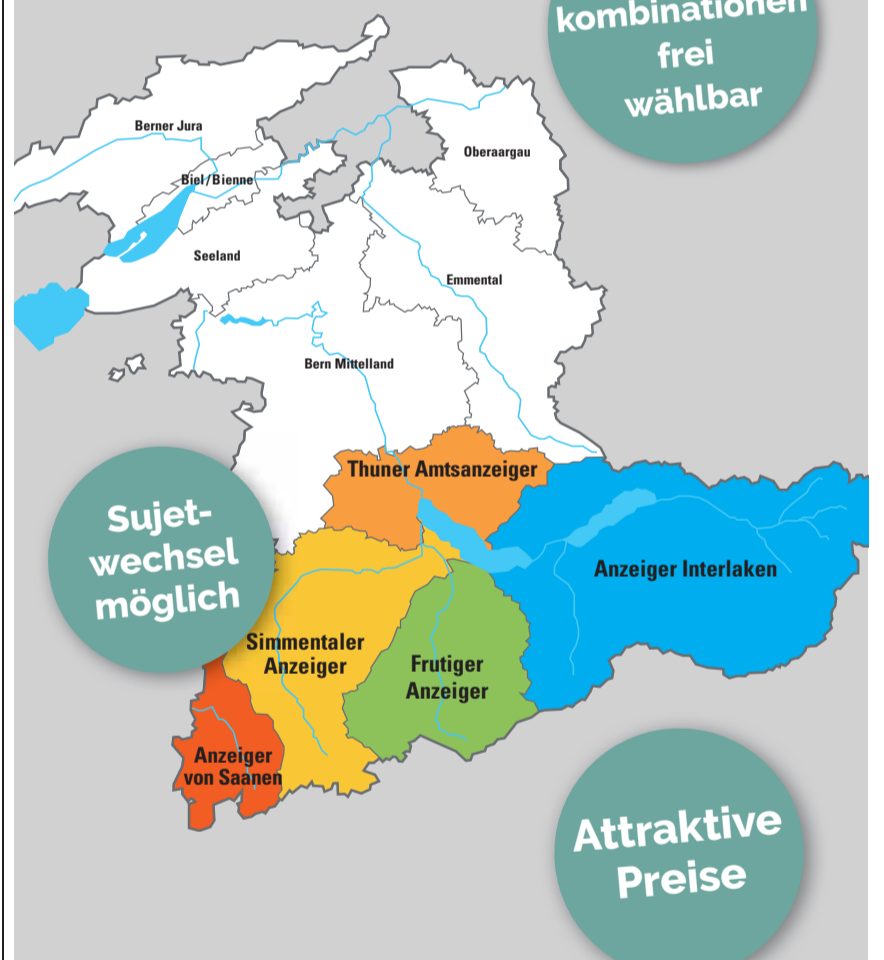 kombinationen
frei
wählbar
Berner Jura
Oberaargau
Biel/Bienne
Seeland
Emmental
Bern Mittelland
Thuner Amtsanzeiger
Sujet-
wechsel
möglich
Anzeiger Interlaken
Simmentaler
Anzeiger
Frutiger
Anzeiger
Anzeiger
von Saanen
Attraktive
Preise